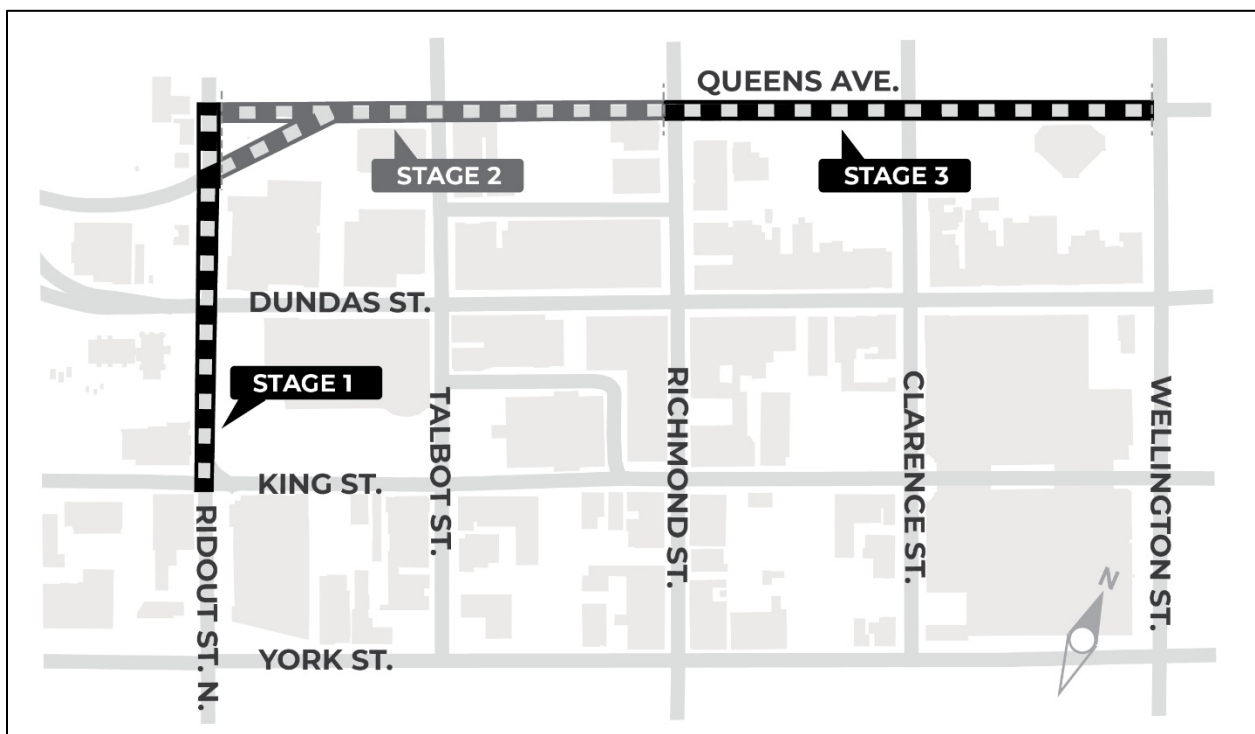 QUEENS AVE.
STAGE 2
STAGE 3
DUNDAS ST.
STAGE 1
TALBOT ST.
RICHMOND ST.
CLARENCE ST.
WELLINGTON ST.
KING ST.
RIDOUT ST. N.
N
YORK ST.